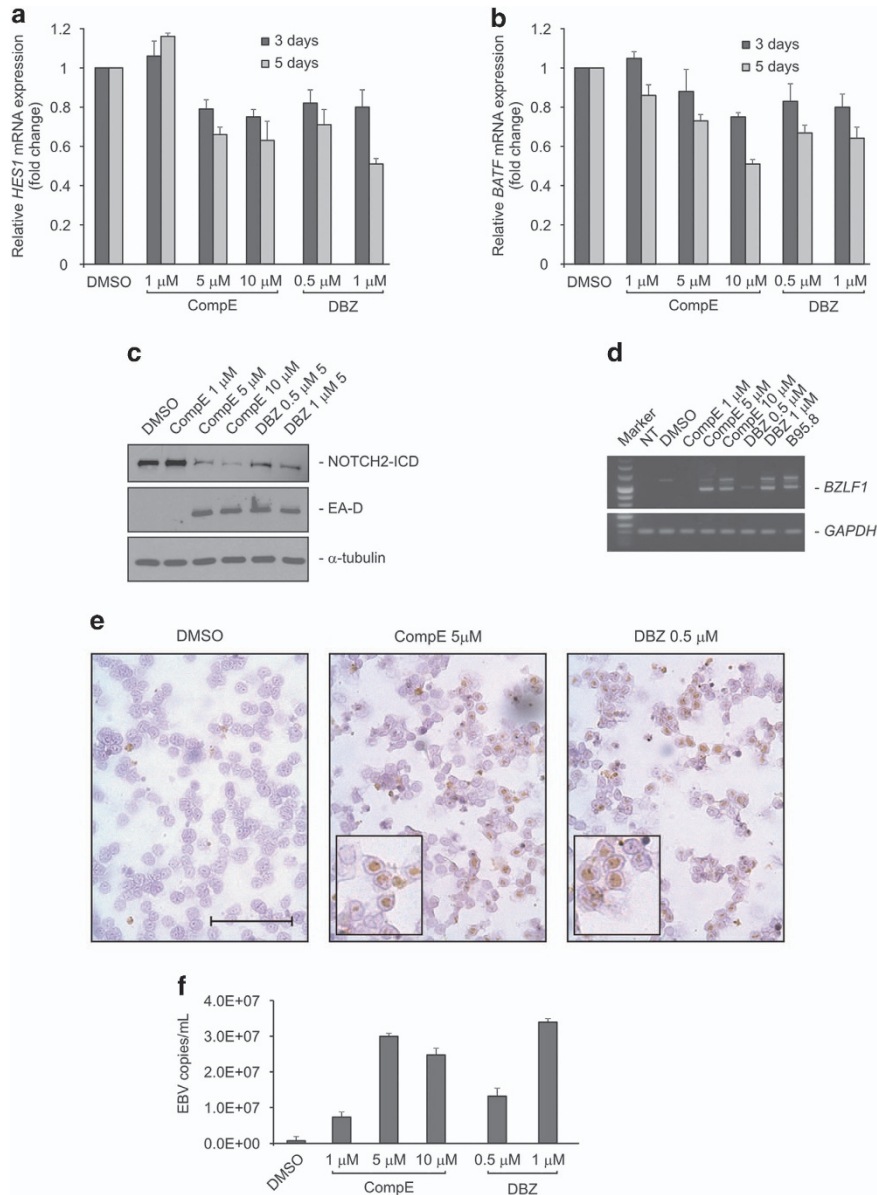 a
Relative HES1 mRNA expression
(fold change)
1.2
1
0.8
0.6
0.4
0.2
0
3 days
5 days
DMSO
1 µM
5 µM
10 µM
0.5 µM
1 µM
CompE
DBZ
b
Relative BATF mRNA expression
(fold change)
1.2
1
0.8
0.6
0.4
0.2
0
3 days
5 days
DMSO
1 µM
5 µM
10 µM
0.5 µM
1 µM
CompE
DBZ
c
DMSO
CompE 1 µM
CompE 5 µM
CompE 10 µM
DBZ 0.5 µM 5
DBZ 1 µM 5
- NOTCH2-ICD
- EA-D
- α-tubulin
d
Marker
NT
DMSO
CompE 1 µM
CompE 5 µM
CompE 10 µM
DBZ 0.5 µM
DBZ 1 µM
B95.8
- BZLF1
- GAPDH
e
DMSO
CompE 5µM
DBZ 0.5 µM
f
EBV copies/mL
4.0E+07
3.0E+07
2.0E+07
1.0E+07
0.0E+00
DMSO
1 µM
5 µM
10 µM
0.5 µM
1 µM
CompE
DBZ